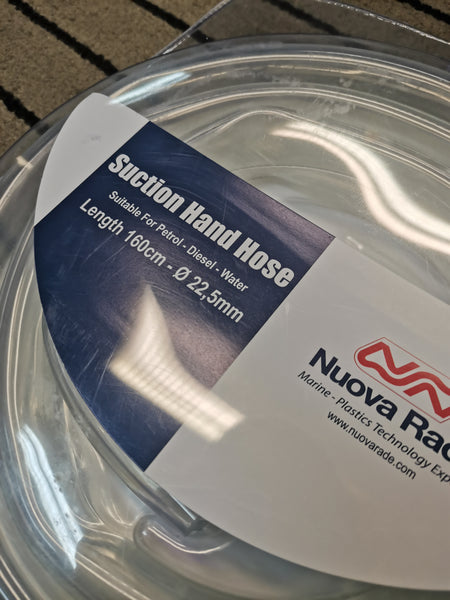 Suction Hand Hose
Suitable For Petrol - Diesel - Water
Length 160cm - Ø 22,5mm
Nuova
Marine - Plastics Technology
www.nuovarade.com